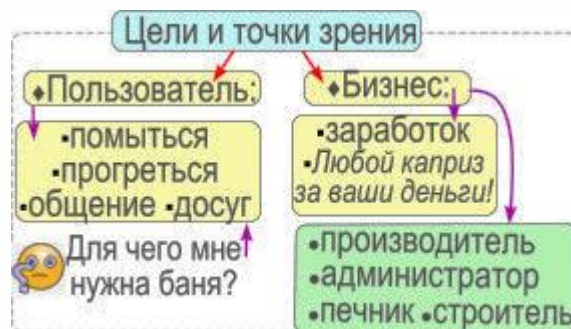 Цели и точки зрения
♦Пользователь:
▪помыться
▪прогреться
▪общение ▪досуг
Для чего мне
нужна баня?
♦Бизнес:
▪заработок
▪Любой каприз
за ваши деньги!
●производитель
●администратор
●печник ●строитель